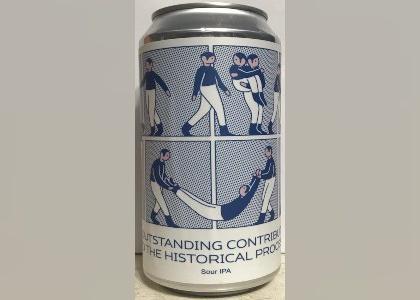 UTSTANDING CONTRIBU
THE HISTORICAL PROC
Sour IPA